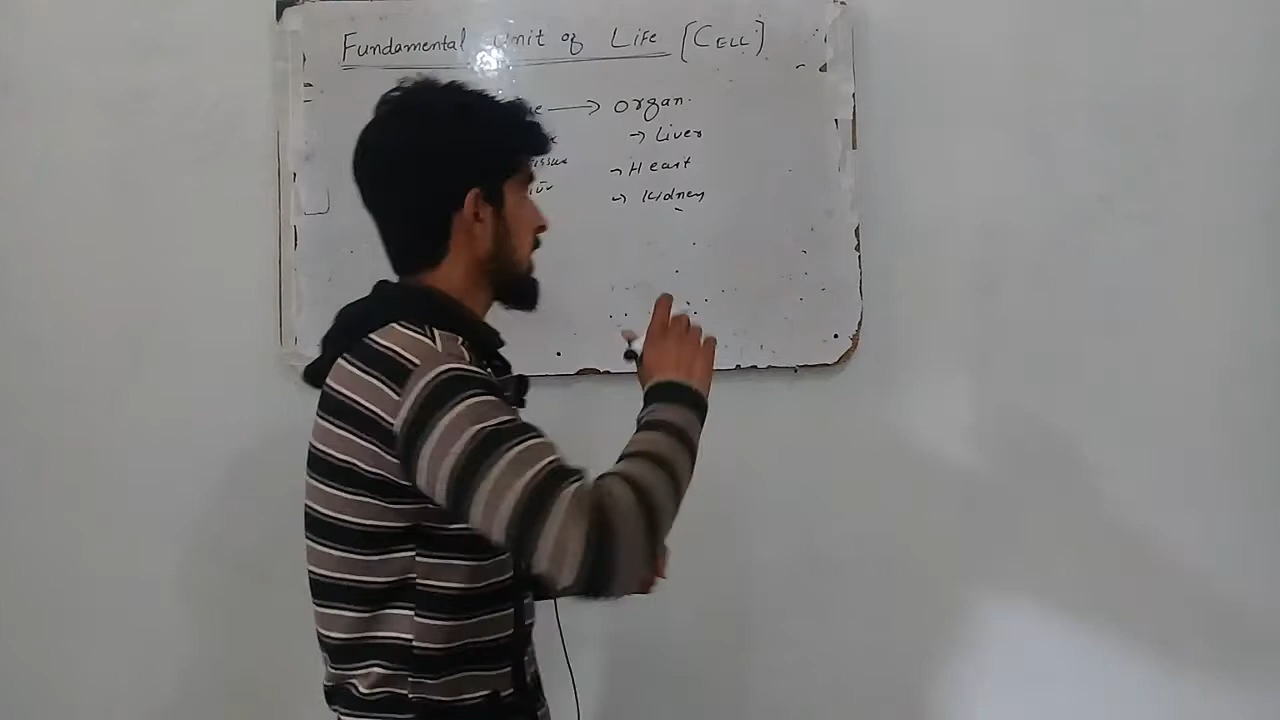 Fundamental Unit of Life [CELL]
→ organ.
→ Liver
→ Heart
→ Kidney